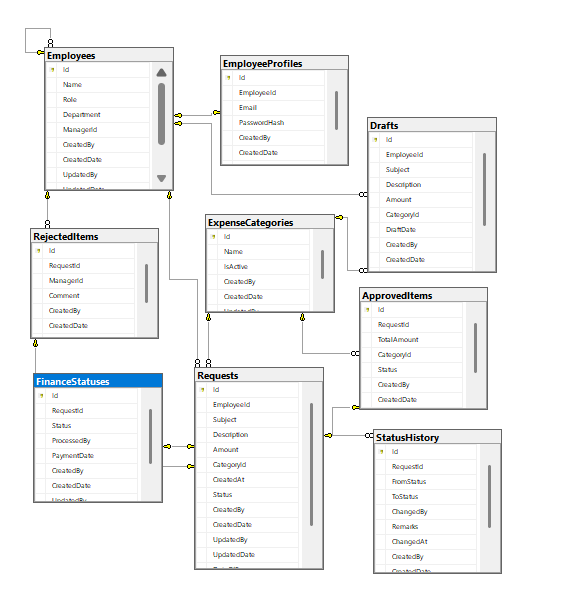 Employees
Id
Name
Role
Department
ManagerId
CreatedBy
CreatedDate
UpdatedBy
UpdatedDate
EmployeeProfiles
Id
EmployeeId
Email
PasswordHash
CreatedBy
CreatedDate
Drafts
Id
EmployeeId
Subject
Description
Amount
CategoryId
DraftDate
CreatedBy
CreatedDate
RejectedItems
Id
RequestId
ManagerId
Comment
CreatedBy
CreatedDate
ExpenseCategories
Id
Name
IsActive
CreatedBy
CreatedDate
UpdatedBy
ApprovedItems
Id
RequestId
TotalAmount
CategoryId
Status
CreatedBy
CreatedDate
FinanceStatuses
Id
RequestId
Status
ProcessedBy
PaymentDate
CreatedBy
CreatedDate
UpdatedBy
Requests
Id
EmployeeId
Subject
Description
Amount
CategoryId
CreatedAt
Status
CreatedBy
CreatedDate
UpdatedBy
UpdatedDate
StatusHistory
Id
RequestId
FromStatus
ToStatus
ChangedBy
Remarks
ChangedAt
CreatedBy
CreatedDate